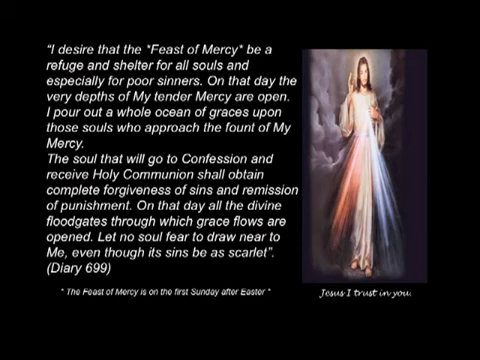 “I desire that the *Feast of Mercy* be a
refuge and shelter for all souls and
especially for poor sinners. On that day the
very depths of My tender Mercy are open.
I pour out a whole ocean of graces upon
those souls who approach the fount of My
Mercy.
The soul that will go to Confession and
receive Holy Communion shall obtain
complete forgiveness of sins and remission
of punishment. On that day all the divine
floodgates through which grace flows are
opened. Let no soul fear to draw near to
Me, even though its sins be as scarlet”.
(Diary 699)
* The Feast of Mercy is on the first Sunday after Easter *
Jesus I trust in you.